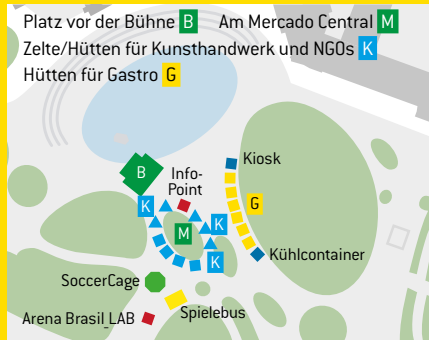 Platz vor der Bühne B Am Mercado Central M
Zelte/Hütten für Kunsthandwerk und NGOs K
Hütten für Gastro G
Kiosk
Info-
Point
B
K
G
M
K
K
Kühlcontainer
SoccerCage
Spielebus
Arena Brasil_LAB